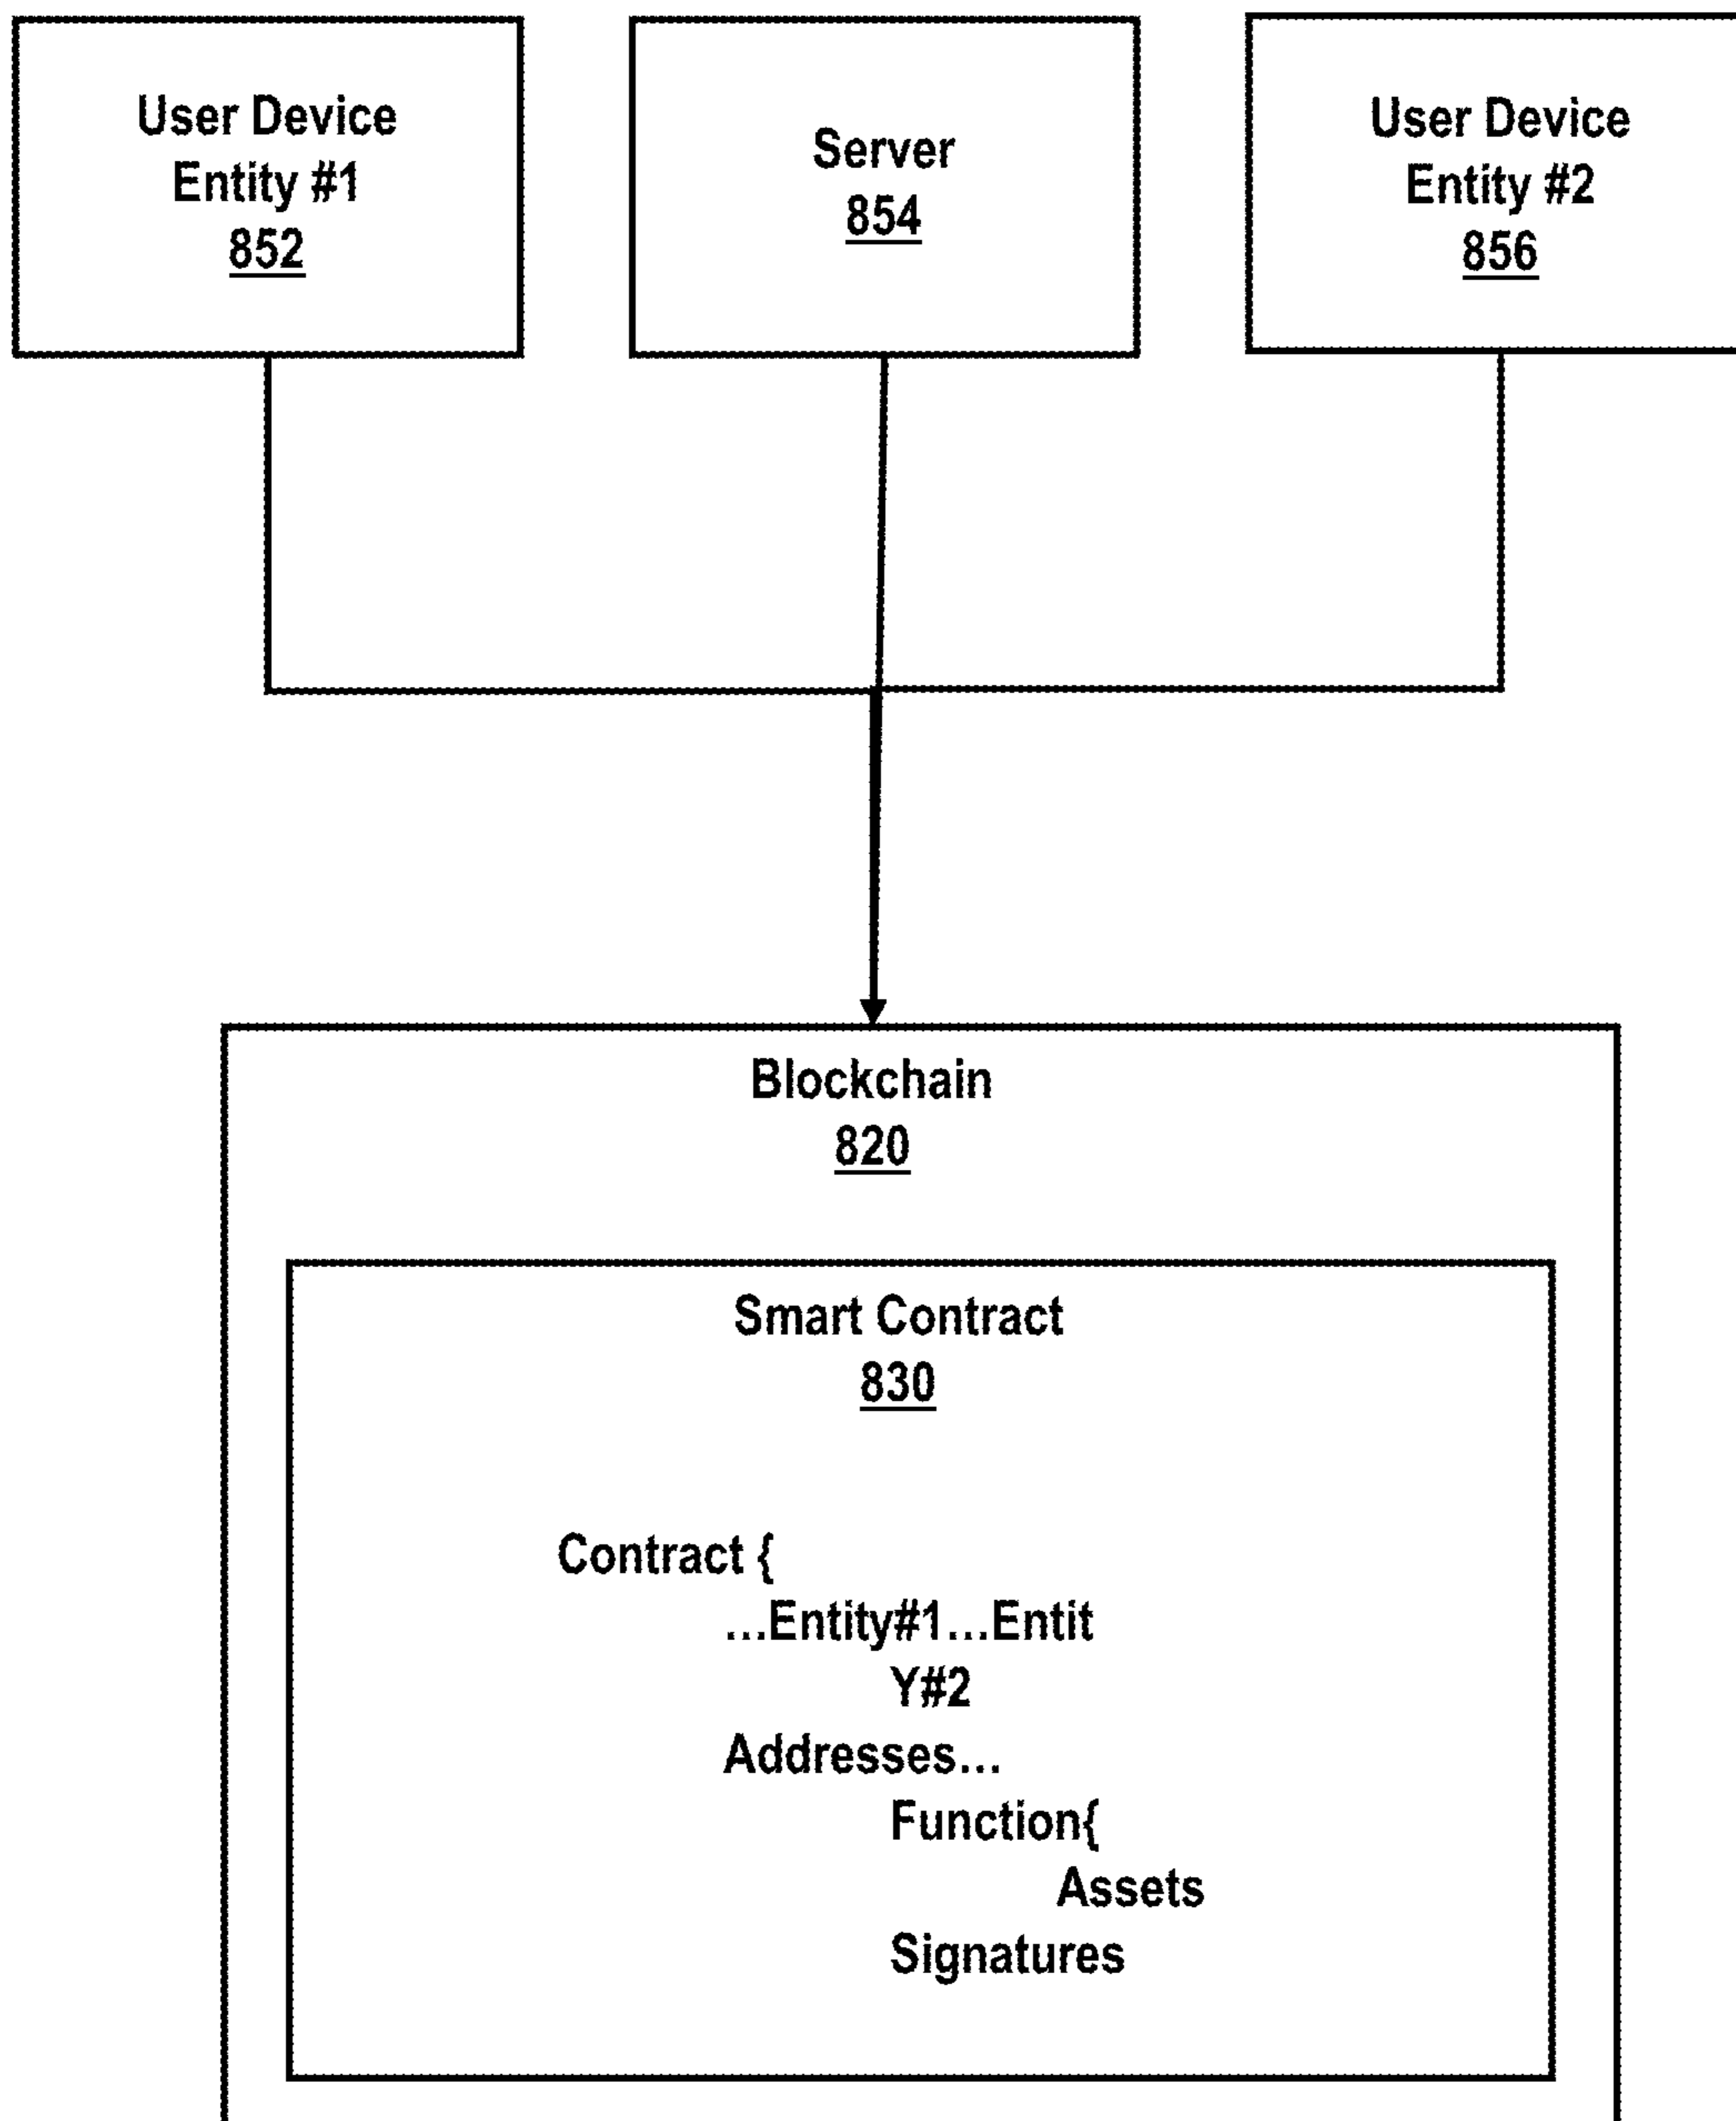 User Device
Entity #1
852
Server
854
User Device
Entity #2
856
Blockchain
820
Smart Contract
830
Contract {
…Entity#1…Entit
Y#2
Addresses…
Function{
Assets
Signatures